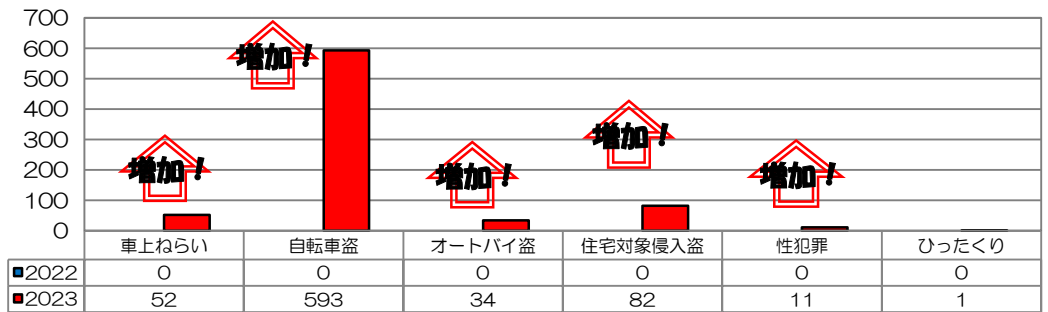 700
600
500
400
300
200
100
0
増加！
増加！
増加！
増加！
増加！
車上ねらい 自転車盗 オートバイ盗 住宅対象侵入盗 性犯罪 ひったくり
2022 0 0 0 0 0 0
2023 52 593 34 82 11 1